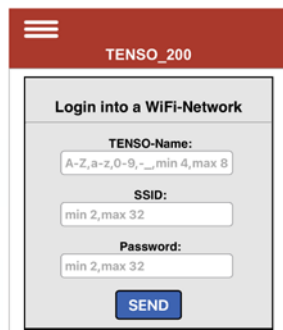 TENSO_200
Login into a WiFi-Network
TENSO-Name:
A-Z,a-z,0-9,-_,min 4,max 8
SSID:
min 2,max 32
Password:
min 2,max 32
SEND